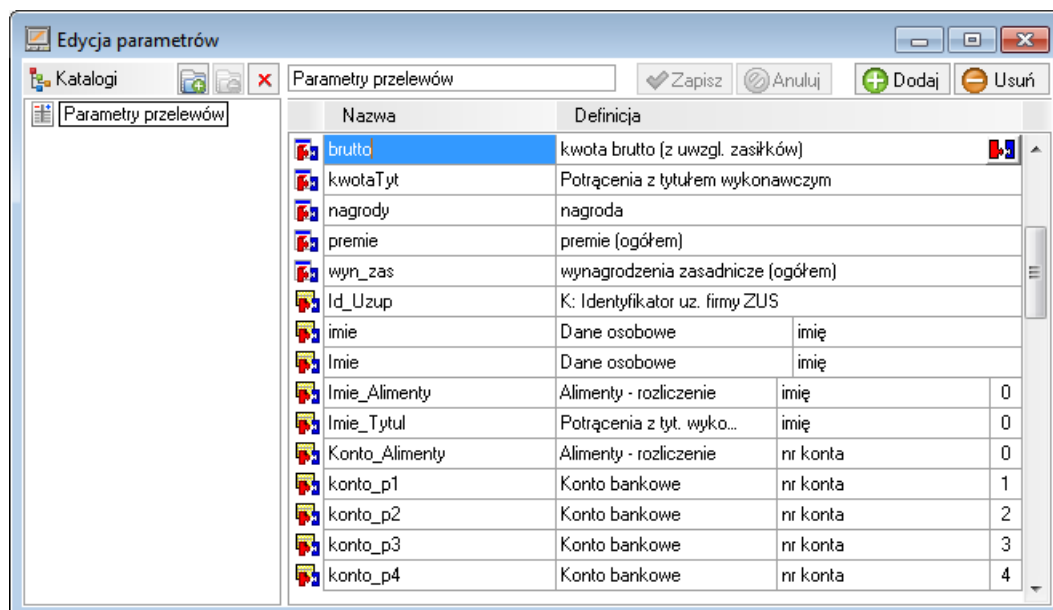 Edycja parametrów
Katalogi Parametry przelewów Zapisz Anuluj Dodaj Usuń
Parametry przelewów
Nazwa Definicja
brutto kwota brutto (z uwzgl. zasiłków)
kwotaTyt Potrącenia z tytułem wykonawczym
nagrody nagroda
premie premie (ogółem)
wyn_zas wynagrodzenia zasadnicze (ogółem)
Id_Uzup K: Identyfikator uz. firmy ZUS
imie Dane osobowe imię
Imie Dane osobowe imię
Imie_Alimenty Alimenty - rozliczenie imię 0
Imie_Tytul Potrącenia z tyt. wyko... imię 0
Konto_Alimenty Alimenty - rozliczenie nr konta 0
konto_p1 Konto bankowe nr konta 1
konto_p2 Konto bankowe nr konta 2
konto_p3 Konto bankowe nr konta 3
konto_p4 Konto bankowe nr konta 4